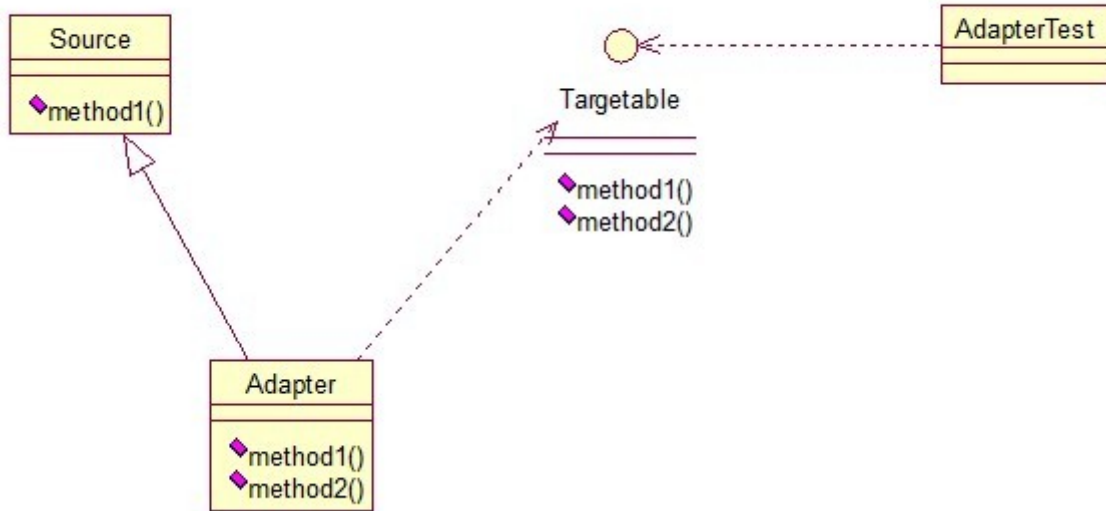 Source
method1()
Targetable
method1()
method2()
AdapterTest
Adapter
method1()
method2()